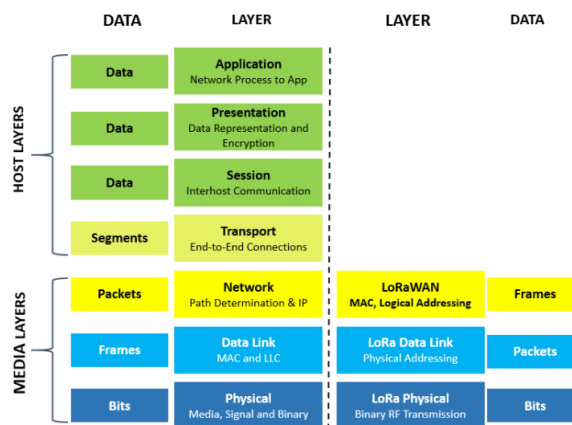 DATA LAYER LAYER DATA
HOST LAYERS
Data
Application
Network Process to App
Data
Presentation
Data Representation and
Encryption
Data
Session
Interhost Communication
Segments
Transport
End-to-End Connections
MEDIA LAYERS
Packets
Network
Path Determination & IP
LoRaWAN
MAC, Logical Addressing
Frames
Frames
Data Link
MAC and LLC
LoRa Data Link
Physical Addressing
Packets
Bits
Physical
Media, Signal and Binary
LoRa Physical
Binary RF Transmission
Bits